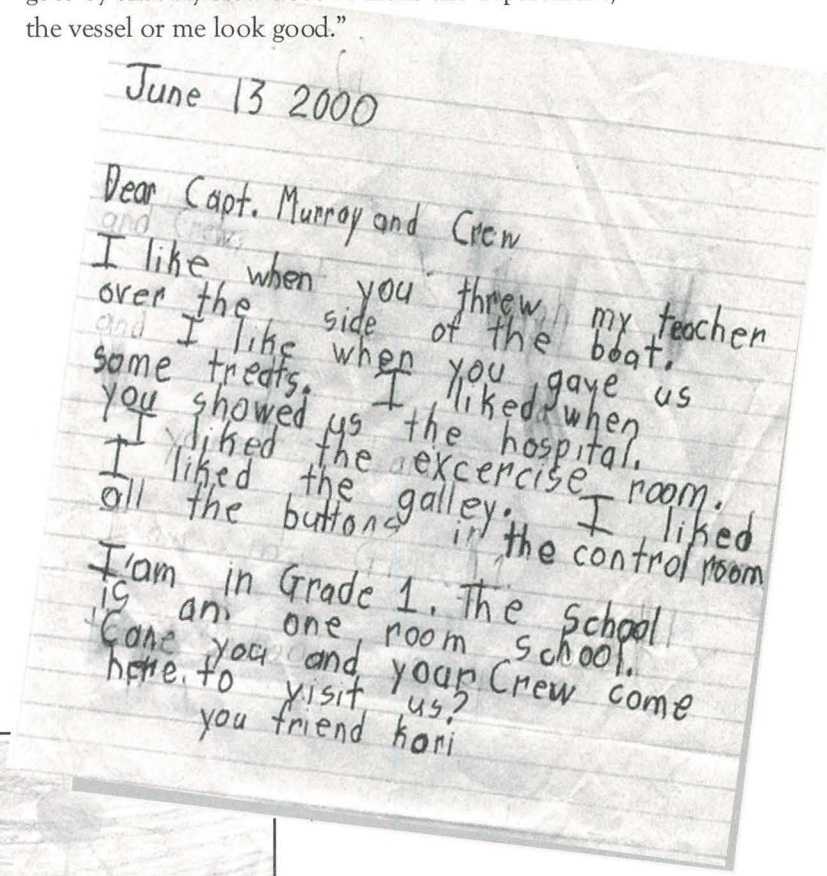 the vessel or me look good.”
June 13 2000
Dear Capt. Murray and Crew
I like when you threw my teacher
over the side of the boat.
and I like when you gave us
some treats. I liked when
you showed us the hospital.
I liked the excercise room.
I liked the galley. I liked
all the buttons in the control room
I'am in Grade 1. The School
is an one room school.
Cane you and your Crew come
here to visit us?
you friend kori